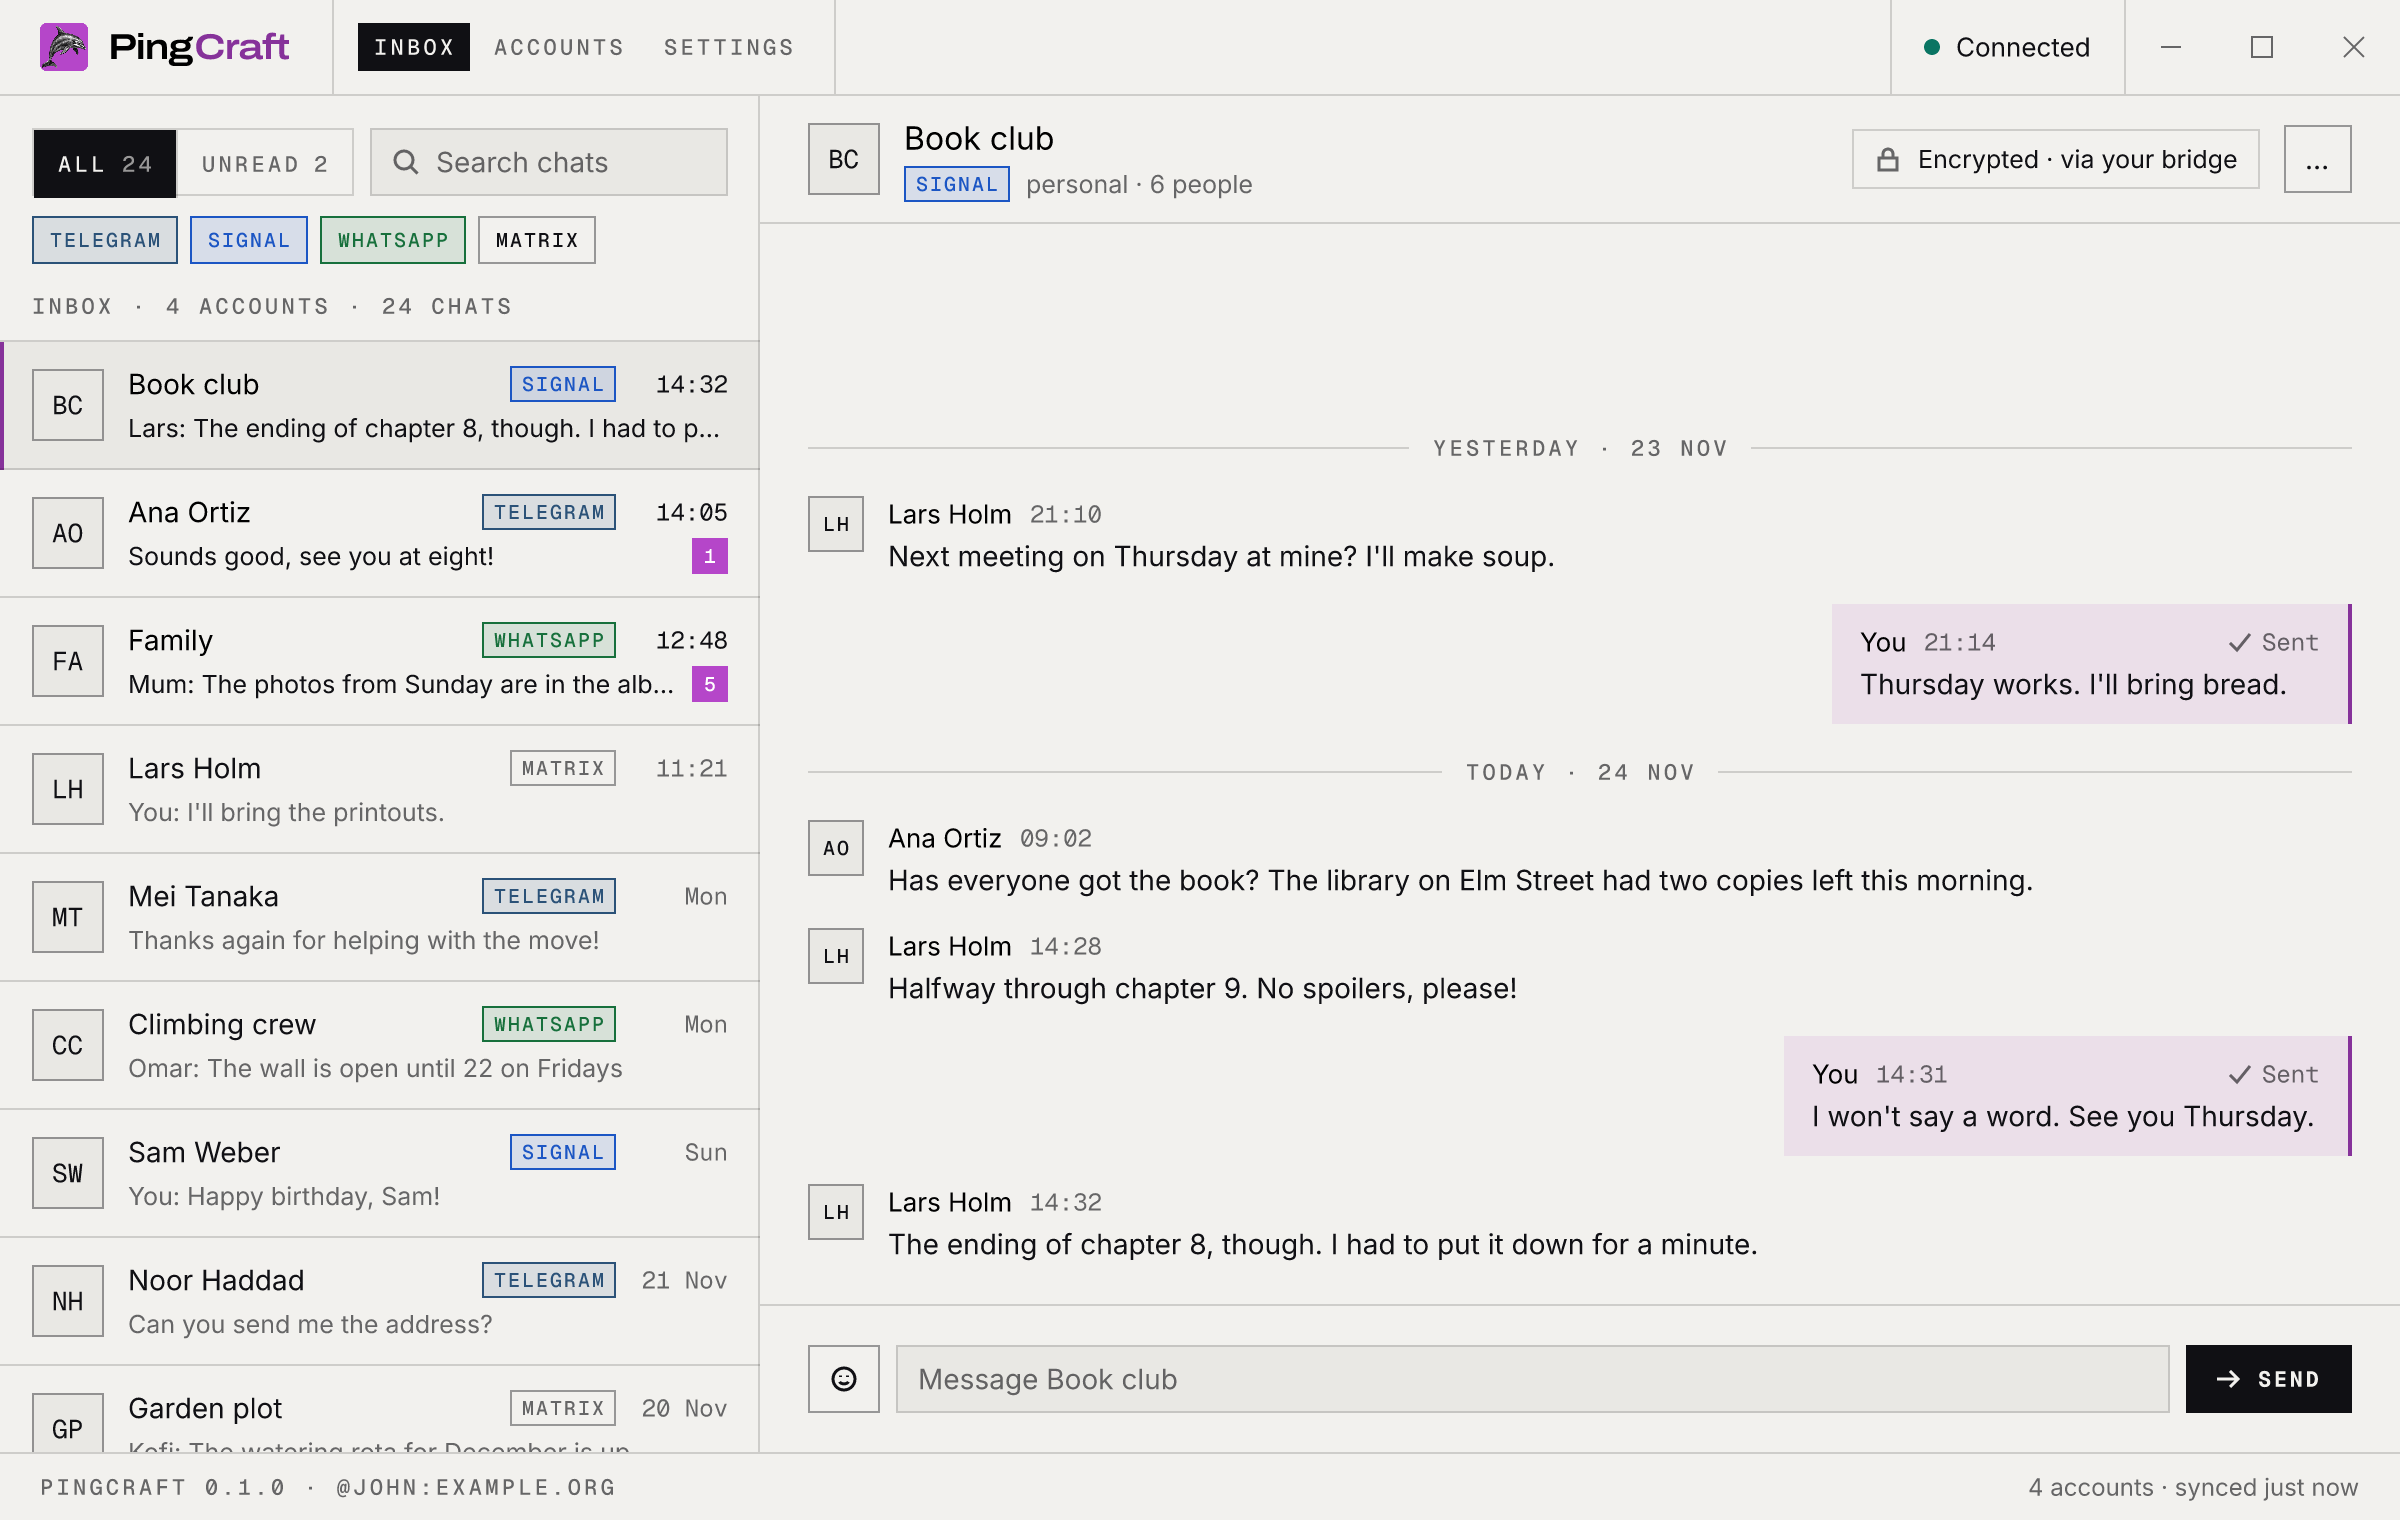 PingCraft
INBOX ACCOUNTS SETTINGS
Connected
ALL 24 UNREAD 2
Search chats
TELEGRAM SIGNAL WHATSAPP MATRIX
INBOX · 4 ACCOUNTS · 24 CHATS
BC
Book club SIGNAL 14:32
Lars: The ending of chapter 8, though. I had to p...
AO
Ana Ortiz TELEGRAM 14:05
Sounds good, see you at eight! 1
FA
Family WHATSAPP 12:48
Mum: The photos from Sunday are in the alb... 5
LH
Lars Holm MATRIX 11:21
You: I'll bring the printouts.
MT
Mei Tanaka TELEGRAM Mon
Thanks again for helping with the move!
CC
Climbing crew WHATSAPP Mon
Omar: The wall is open until 22 on Fridays
SW
Sam Weber SIGNAL Sun
You: Happy birthday, Sam!
NH
Noor Haddad TELEGRAM 21 Nov
Can you send me the address?
GP
Garden plot MATRIX 20 Nov
Kofi: The watering rota for December is up
BC
Book club
SIGNAL personal · 6 people
Encrypted · via your bridge
...
YESTERDAY · 23 NOV
LH
Lars Holm 21:10
Next meeting on Thursday at mine? I'll make soup.
You 21:14 Sent
Thursday works. I'll bring bread.
TODAY · 24 NOV
AO
Ana Ortiz 09:02
Has everyone got the book? The library on Elm Street had two copies left this morning.
LH
Lars Holm 14:28
Halfway through chapter 9. No spoilers, please!
You 14:31 Sent
I won't say a word. See you Thursday.
LH
Lars Holm 14:32
The ending of chapter 8, though. I had to put it down for a minute.
Message Book club
SEND
PINGCRAFT 0.1.0 · @JOHN:EXAMPLE.ORG
4 accounts · synced just now